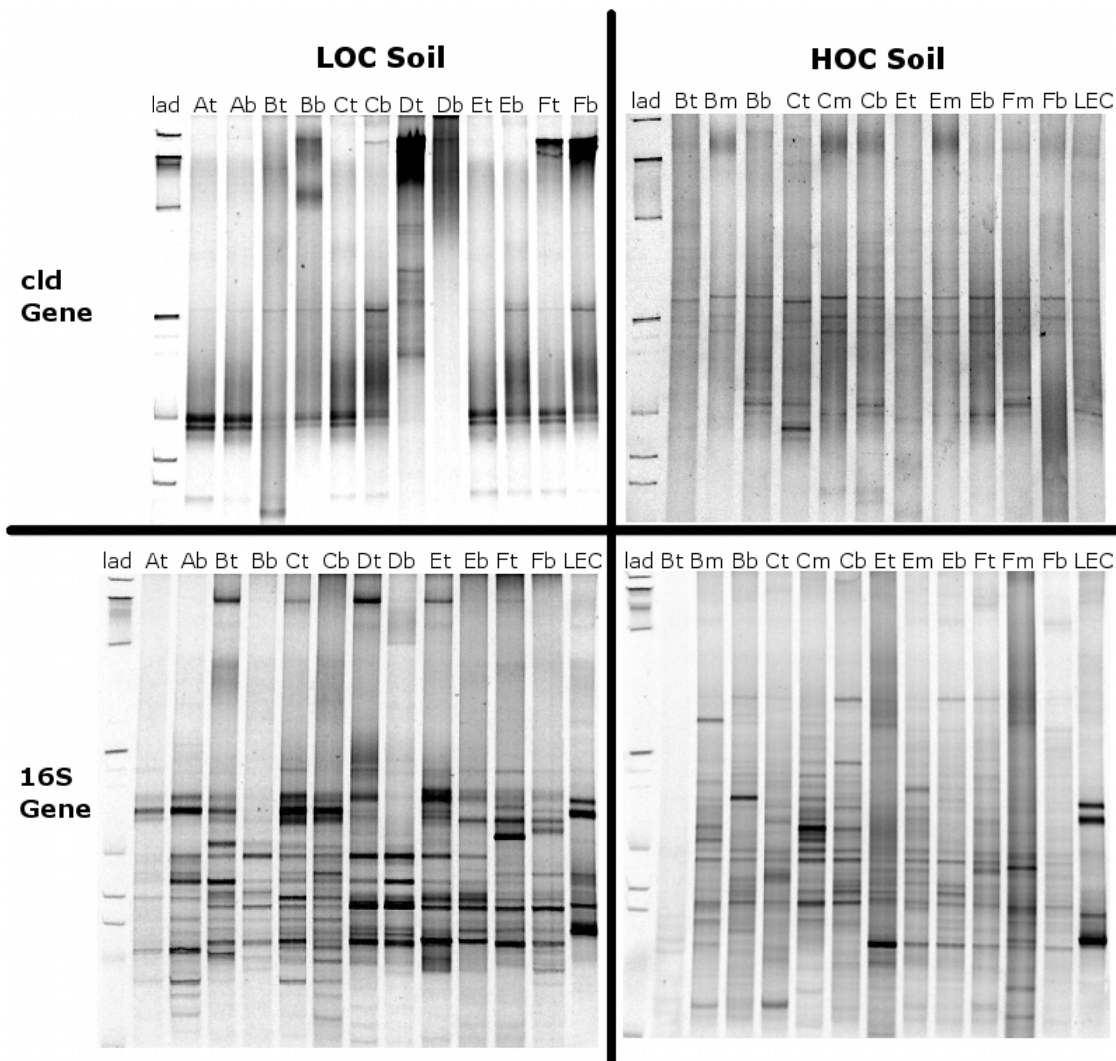 LOC Soil
HOC Soil
lad At Ab Bt Bb Ct Cb Dt Db Et Eb Ft Fb
lad Bt Bm Bb Ct Cm Cb Et Em Eb Fm Fb LEC
cld
Gene
lad At Ab Bt Bb Ct Cb Dt Db Et Eb Ft Fb LEC
lad Bt Bm Bb Ct Cm Cb Et Em Eb Ft Fm Fb LEC
16S
Gene